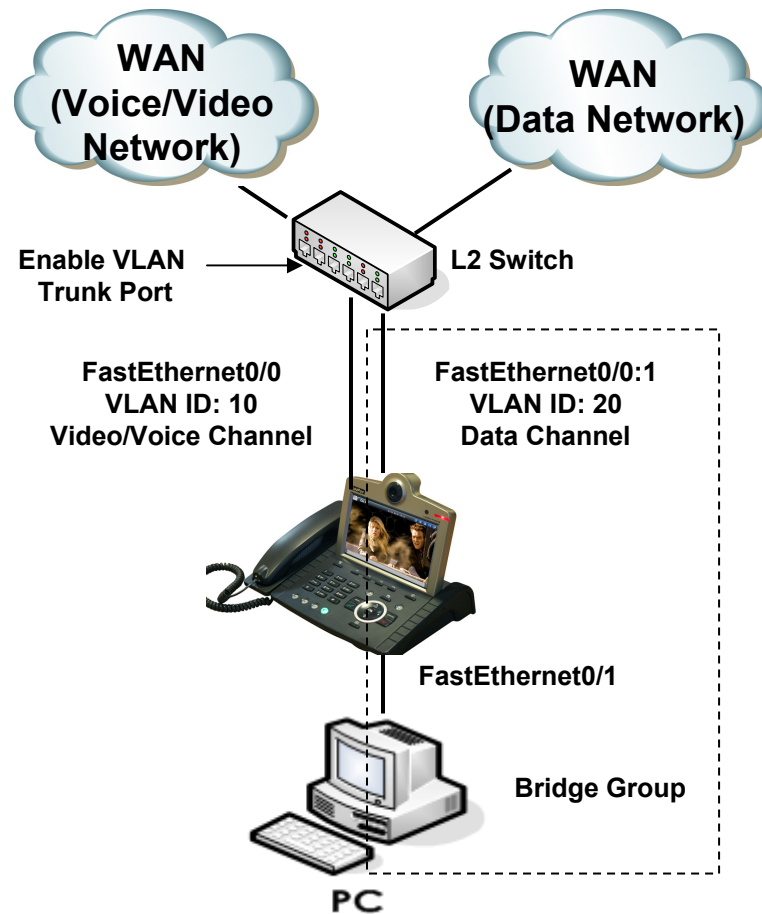 WAN
(Voice/Video
Network)
WAN
(Data Network)
Enable VLAN
Trunk Port
L2 Switch
FastEthernet0/0
VLAN ID: 10
Video/Voice Channel
FastEthernet0/0:1
VLAN ID: 20
Data Channel
FastEthernet0/1
Bridge Group
PC